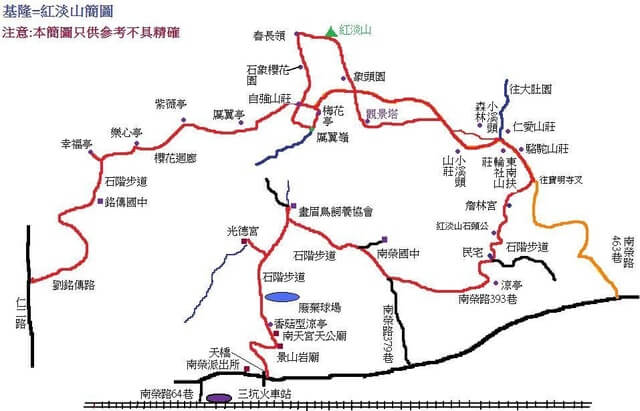 基隆=紅淡山簡圖
注意:本簡圖只供參考不具精確
春長嶺
紅淡山
石象櫻花
園
象頭園
自強山莊
梅花
亭
觀景塔
厲翼亭
厲翼嶺
紫薇亭
樂心亭
幸福亭
櫻花迴廊
石階步道
銘傳國中
劉銘傳路
仁二路
往大壯園
小溪頭
森林
仁愛山莊
駱駝山莊
小溪頭
山莊
東南扶
輪社山
莊
往寶明寺叉
詹林宮
紅淡山石頭公
民宅
石階步道
涼亭
南榮路393巷
南榮路
463巷
畫眉鳥飼養協會
光德宮
石階步道
南榮國中
石階步道
廢棄球場
香菇型涼亭
南天宮天公廟
景山岩廟
天橋
南榮派出所
南榮路379巷
南榮路64巷
三坑火車站